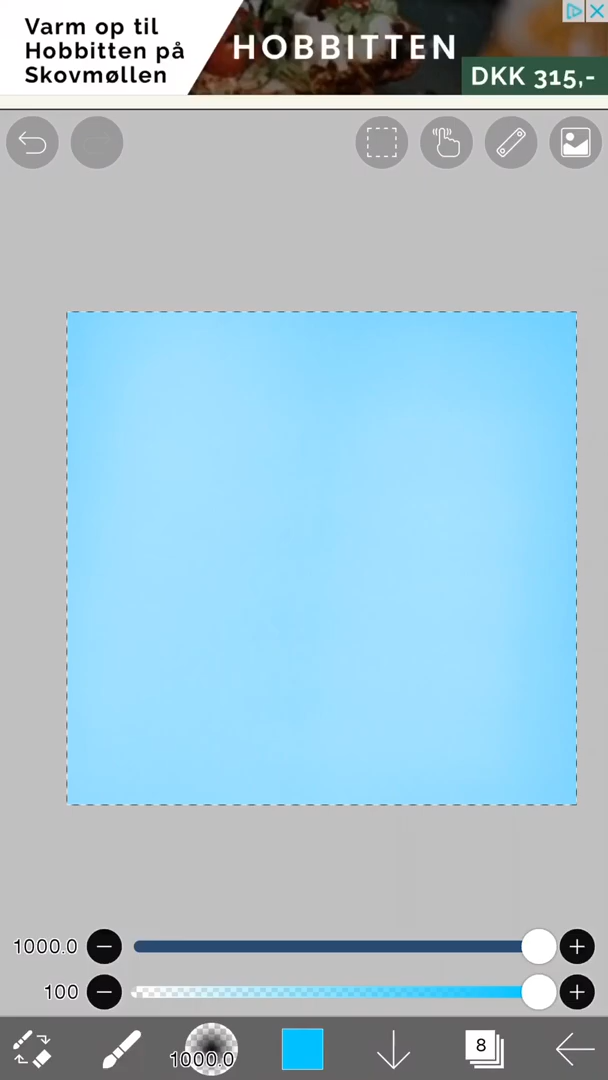 Varm op til
Hobbitten på
Skovmøllen
HOBBITTEN
DKK 315,-
1000.0
100
1000.0
8